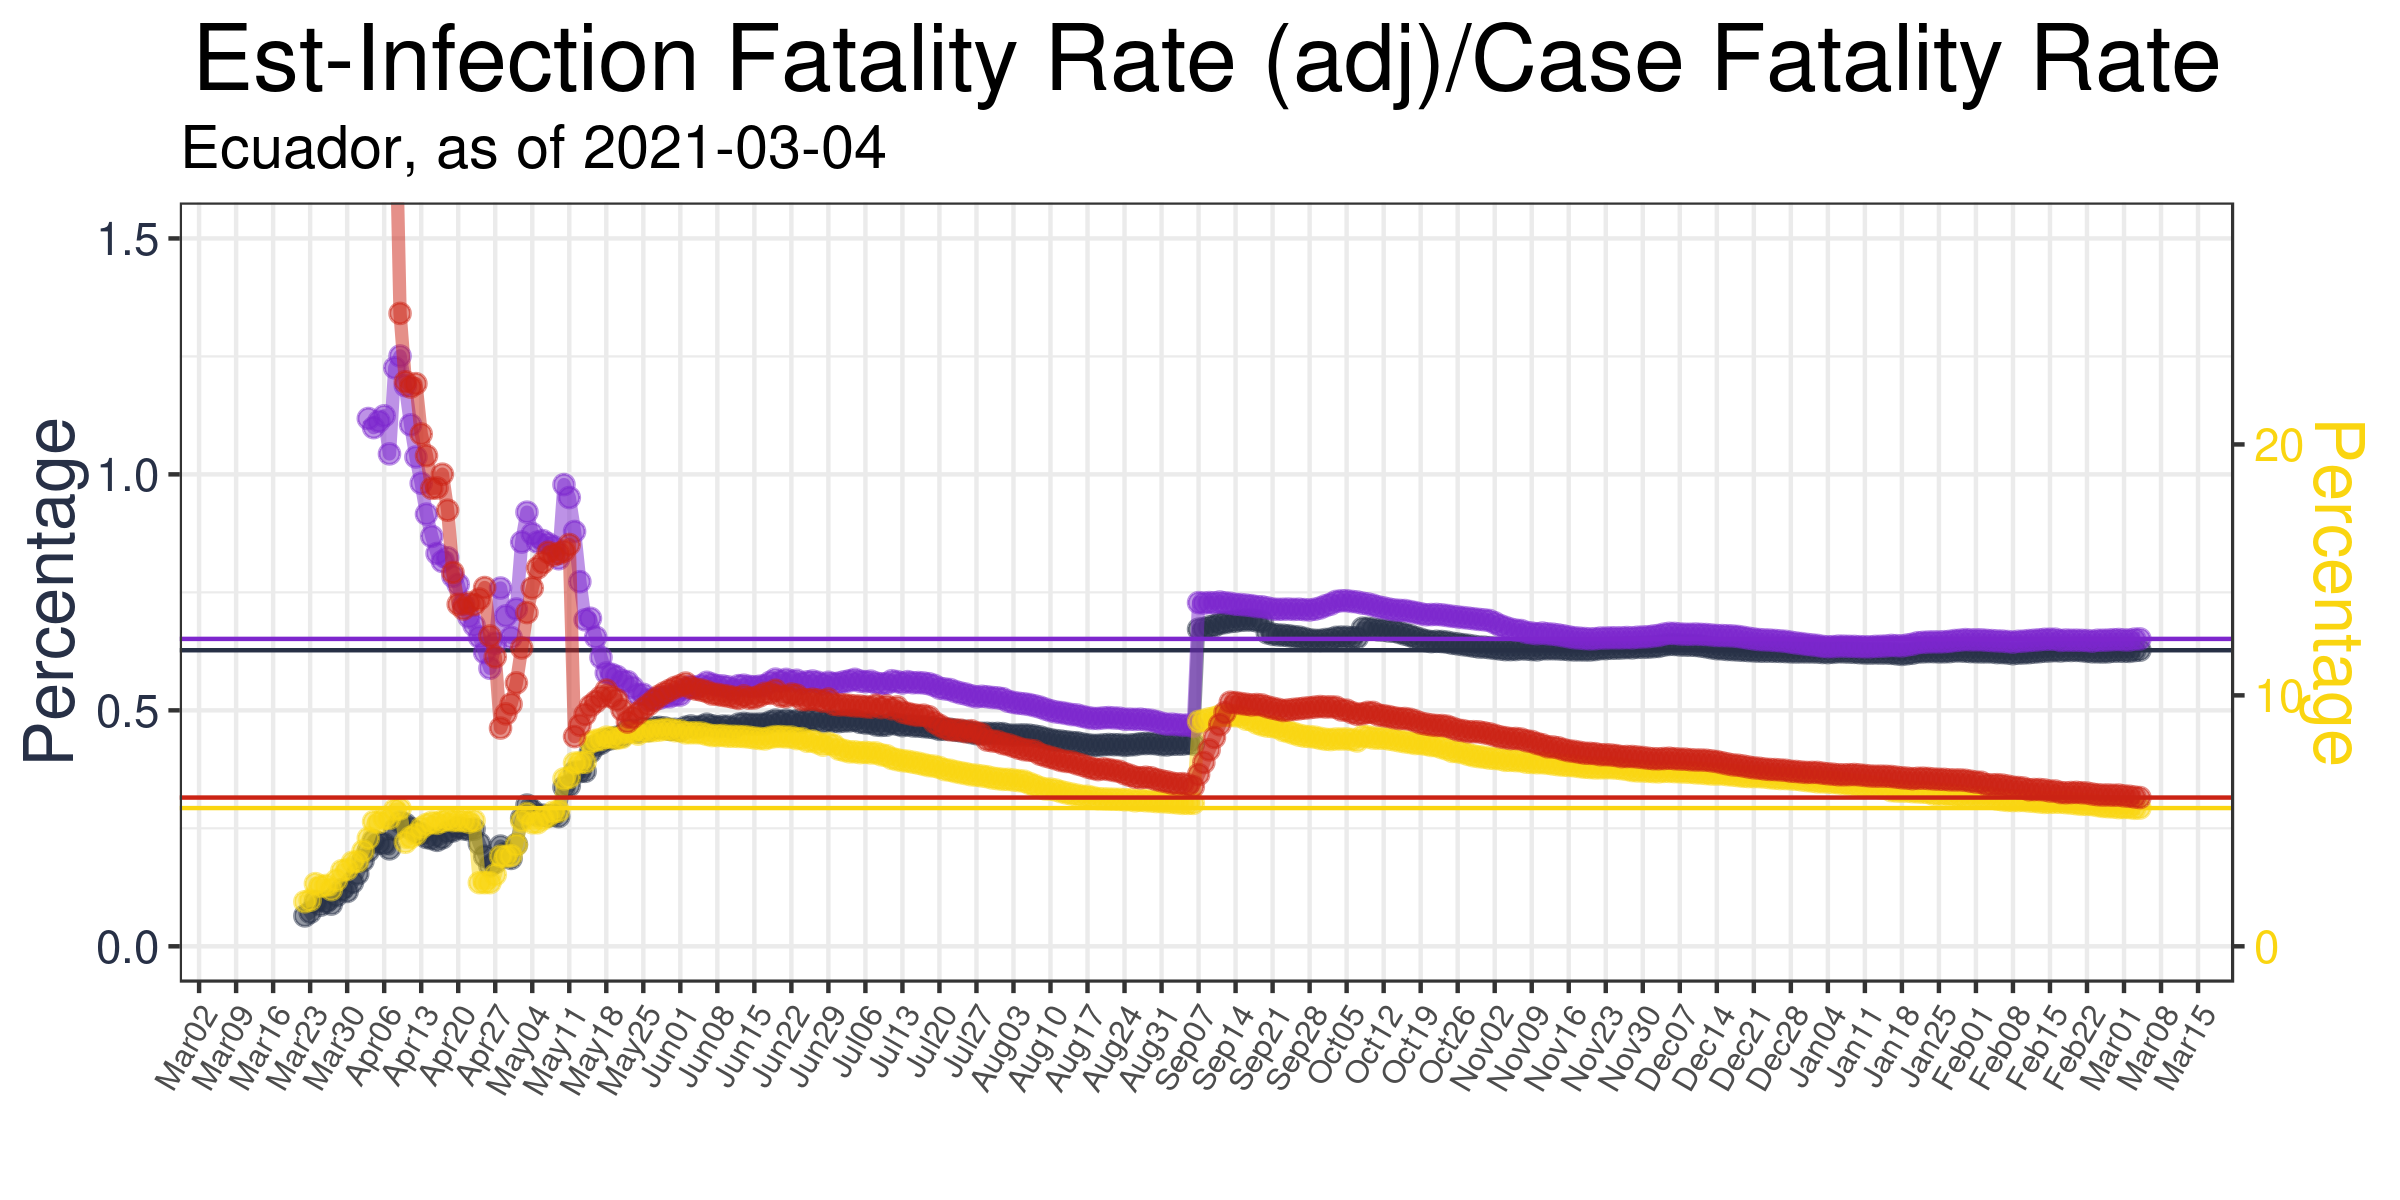 Est-Infection Fatality Rate (adj)/Case Fatality Rate
Ecuador, as of 2021-03-04
Percentage
1.5
1.0
0.5
0.0
20
10
0
Percentage
Mar02
Mar09
Mar16
Mar23
Mar30
Apr06
Apr13
Apr20
Apr27
May04
May11
May18
May25
Jun01
Jun08
Jun15
Jun22
Jun29
Jul06
Jul13
Jul20
Jul27
Aug03
Aug10
Aug17
Aug24
Aug31
Sep07
Sep14
Sep21
Sep28
Oct05
Oct12
Oct19
Oct26
Nov02
Nov09
Nov16
Nov23
Nov30
Dec07
Dec14
Dec21
Dec28
Jan04
Jan11
Jan18
Jan25
Feb01
Feb08
Feb15
Feb22
Mar01
Mar08
Mar15